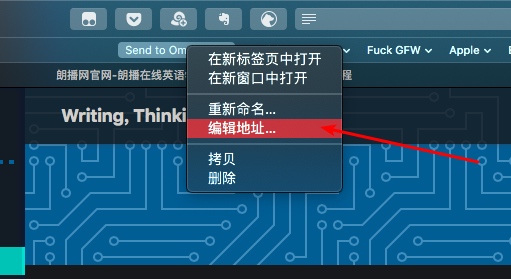 Send to Om
Fuck GFW
Apple
朗播网官网-朗播在线英语
程
Writing, Thinki
在新标签页中打开
在新窗口中打开
重新命名...
编辑地址...
拷贝
删除